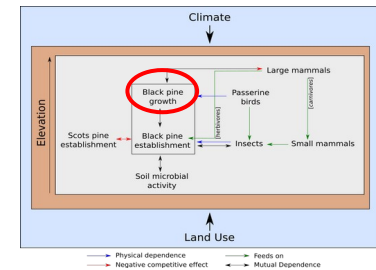 Climate
Large mammals
Black pine
growth
Passerine
birds
[carnivores]
[herbivores]
Elevation
Scots pine
establishment
Black pine
establishment
Insects
Small mammals
Soil microbial
activity
Land Use
Physical dependence
Feeds on
Negative competitive effect
Mutual Dependence